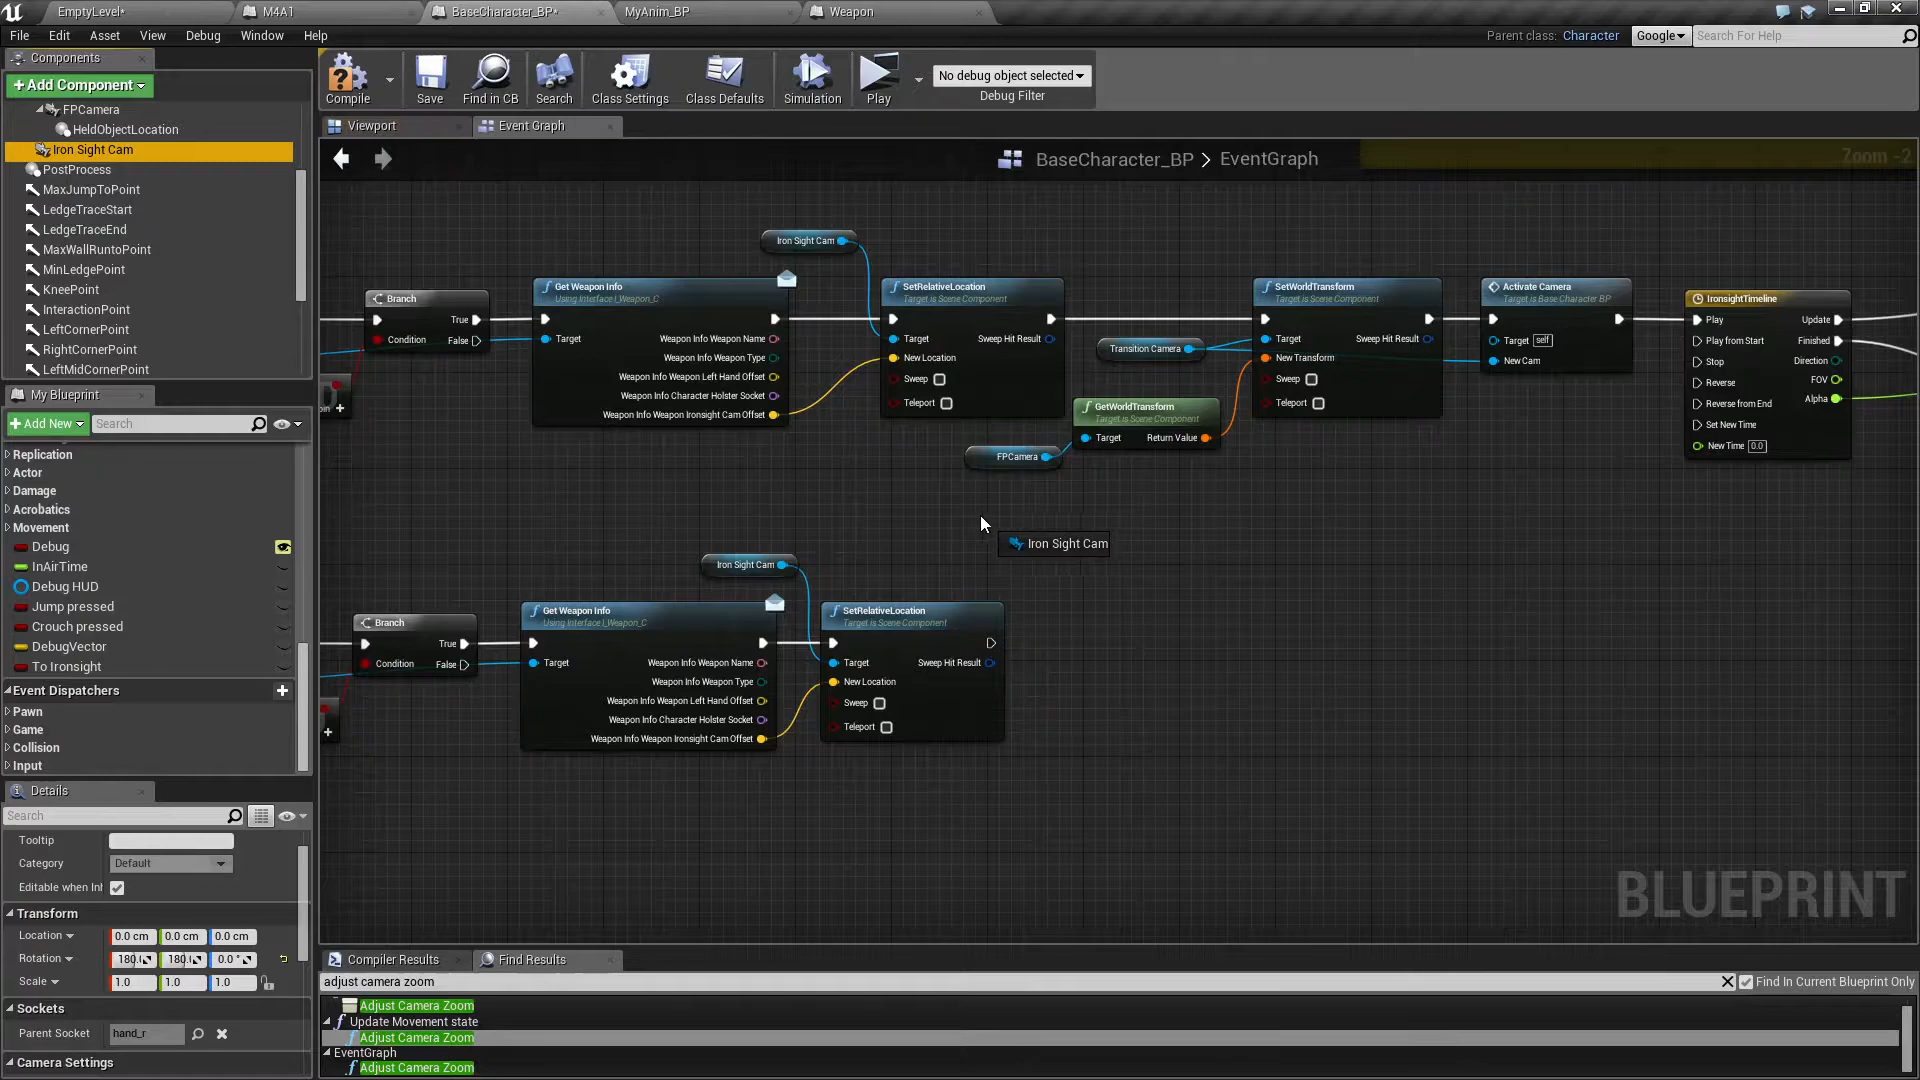 EmptyLevel*
M4A1
BaseCharacter_BP*
MyAnim_BP
Weapon
File Edit Asset View Debug Window Help
Parent class: Character Google Search For Help
Components
+Add Component
FPCamera
HeldObjectLocation
Iron Sight Cam
PostProcess
MaxJumpToPoint
LedgeTraceStart
LedgeTraceEnd
MaxWallRuntoPoint
MinLedgePoint
KneePoint
InteractionPoint
LeftCornerPoint
RightCornerPoint
LeftMidCornerPoint
Compile
Save
Find in CB
Search
Class Settings
Class Defaults
Simulation
Play
No debug object selected
Debug Filter
Viewport
Event Graph
BaseCharacter_BP > EventGraph
Zoom -2
My Blueprint
+Add New Search
Replication
Actor
Damage
Acrobatics
Movement
Debug
InAirTime
Debug HUD
Jump pressed
Crouch pressed
DebugVector
To Ironsight
Event Dispatchers
Pawn
Game
Collision
Input
Details
Search
Tooltip
Category Default
Editable when Inh
Transform
Location 0.0 cm 0.0 cm 0.0 cm
Rotation 180.( 180.( 0.0 °
Scale 1.0 1.0 1.0
Sockets
Parent Socket hand_r
Camera Settings
Branch
True
Condition False
Get Weapon Info
Using Interface I_Weapon_C
Target
Weapon Info Weapon Name
Weapon Info Weapon Type
Weapon Info Weapon Left Hand Offset
Weapon Info Character Holster Socket
Weapon Info Weapon Ironsight Cam Offset
Iron Sight Cam
SetRelativeLocation
Target is Scene Component
Target Sweep Hit Result
New Location
Sweep
Teleport
Transition Camera
GetWorldTransform
Target is Scene Component
Target Return Value
FPCamera
SetWorldTransform
Target is Scene Component
Target Sweep Hit Result
New Transform
Sweep
Teleport
Activate Camera
Target is Base Character BP
Target self
New Cam
IronsightTimeline
Play Update
Play from Start Finished
Stop Direction
Reverse FOV
Reverse from End Alpha
Set New Time
New Time 0.0
Iron Sight Cam
Iron Sight Cam
Branch
True
Condition False
Get Weapon Info
Using Interface I_Weapon_C
Target
Weapon Info Weapon Name
Weapon Info Weapon Type
Weapon Info Weapon Left Hand Offset
Weapon Info Character Holster Socket
Weapon Info Weapon Ironsight Cam Offset
SetRelativeLocation
Target is Scene Component
Target Sweep Hit Result
New Location
Sweep
Teleport
BLUEPRINT
Compiler Results
Find Results
adjust camera zoom
Find In Current Blueprint Only
Adjust Camera Zoom
Update Movement state
Adjust Camera Zoom
EventGraph
Adjust Camera Zoom